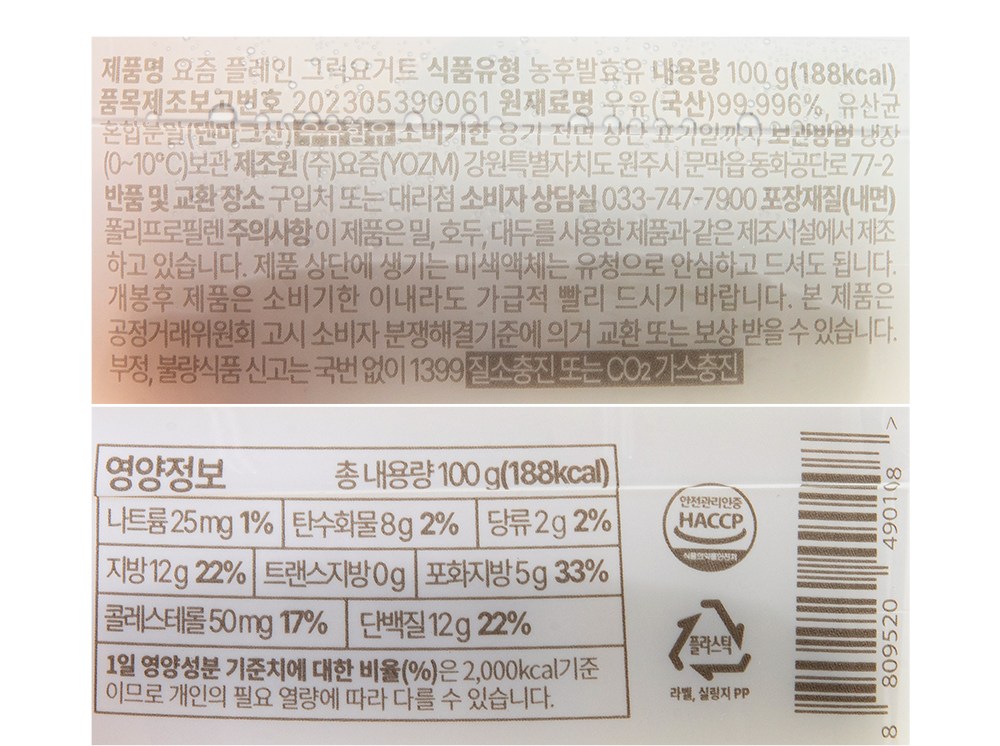 제품명 요즘 플레인 그릭요거트 식품유형 농후발효유 내용량 100 g(188kcal)
품목제조보고번호 202305390061 원재료명 우유(국산)99.996%, 유산균
혼합분말(덴마크산) 우유함유 소비기한 용기 전면 상단 표기일까지 보관방법 냉장
(0~10℃)보관 제조원 (주)요즘(YOZM) 강원특별자치도 원주시 문막읍 동화공단로 77-2
반품 및 교환 장소 구입처 또는 대리점 소비자 상담실 033-747-7900 포장재질(내면)
폴리프로필렌 주의사항 이 제품은 밀, 호두, 대두를 사용한 제품과 같은 제조시설에서 제조
하고 있습니다. 제품 상단에 생기는 미색액체는 유청으로 안심하고 드셔도 됩니다.
개봉후 제품은 소비기한 이내라도 가급적 빨리 드시기 바랍니다. 본 제품은
공정거래위원회 고시 소비자 분쟁해결기준에 의거 교환 또는 보상 받을 수 있습니다.
부정, 불량식품 신고는 국번 없이 1399 질소충진 또는 CO2 가스충진
영양정보 총 내용량 100 g(188kcal)
나트륨 25 mg 1% 탄수화물 8 g 2% 당류 2 g 2%
지방 12 g 22% 트랜스지방 0 g 포화지방 5 g 33%
콜레스테롤 50 mg 17% 단백질 12 g 22%
1일 영양성분 기준치에 대한 비율(%)은 2,000kcal기준
이므로 개인의 필요 열량에 따라 다를 수 있습니다.
안전관리인증
HACCP
식품의약품안전처
플라스틱
라벨, 실링지 PP
8 809520 490108 >